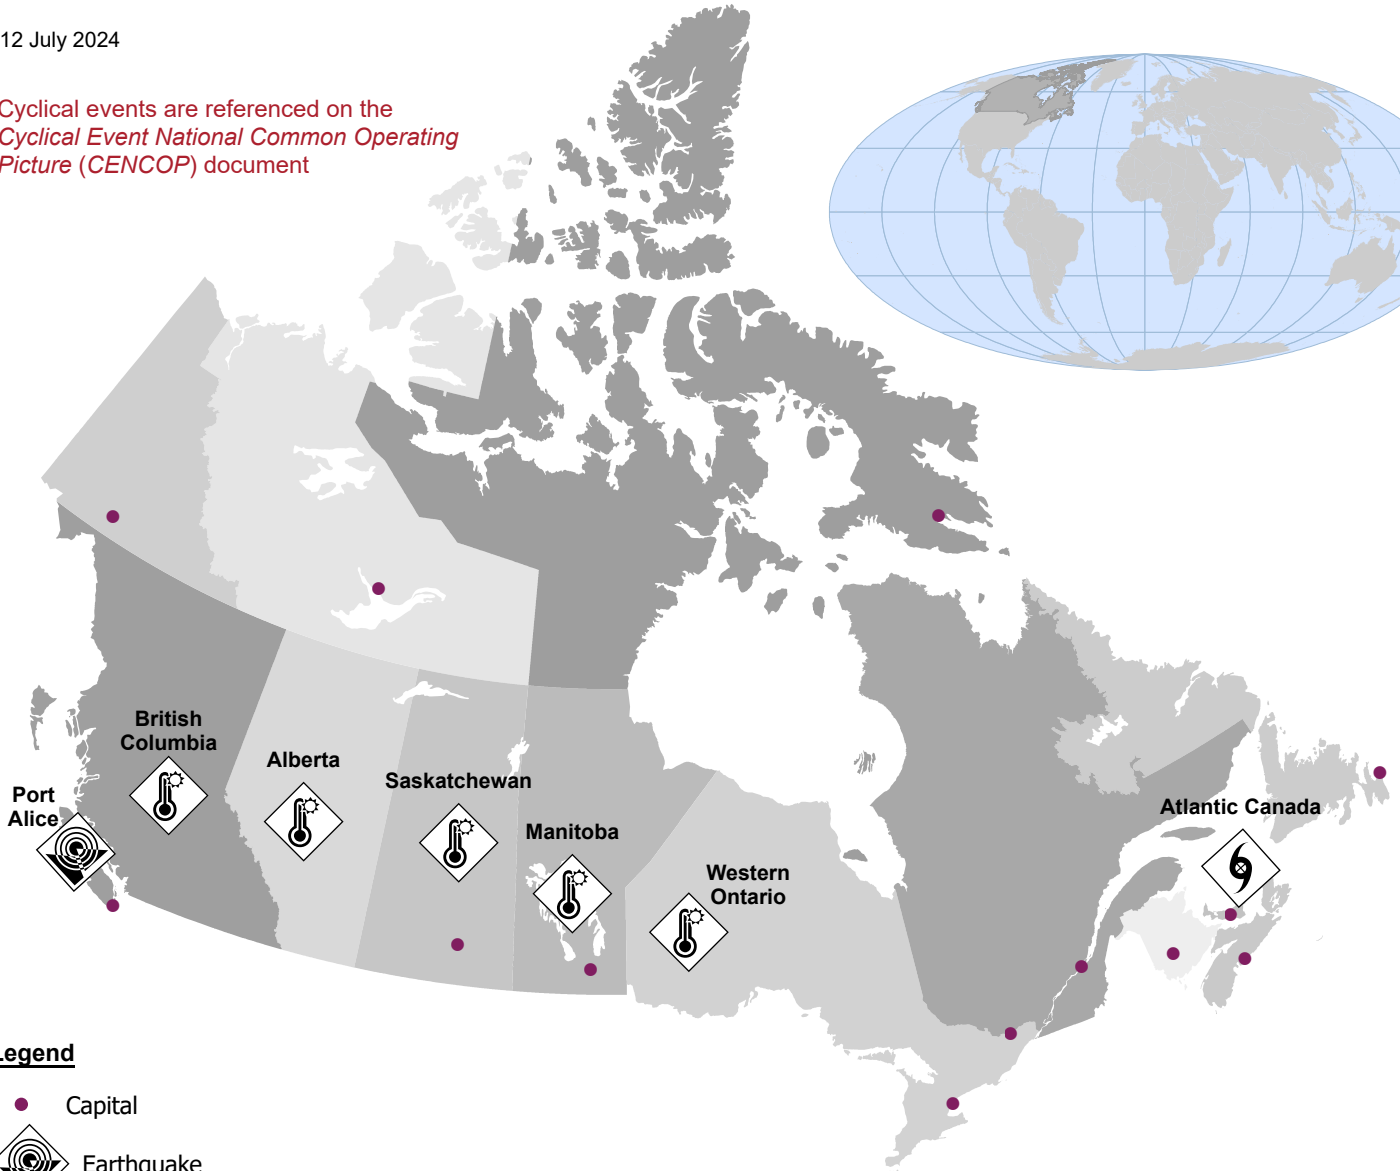 12 July 2024
Cyclical events are referenced on the
Cyclical Event National Common Operating
Picture (CENCOP) document
British
Columbia
Alberta
Port
Alice
Saskatchewan
Manitoba
Western
Ontario
Atlantic Canada
Legend
Capital
Earthquake